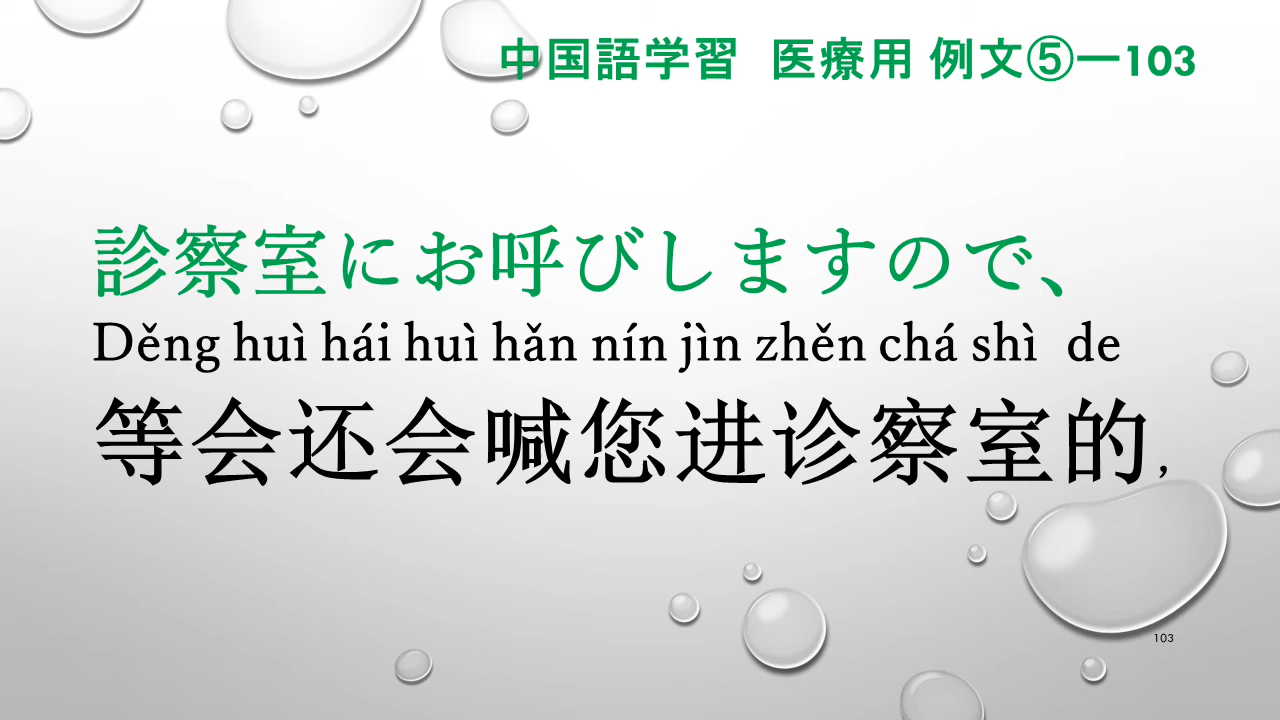 中国語学習 医療用 例文⑤ー103
診察室にお呼びしますので、
Děng huì hái huì hǎn nín jìn zhěn chá shì de
等会还会喊您进诊察室的，
103